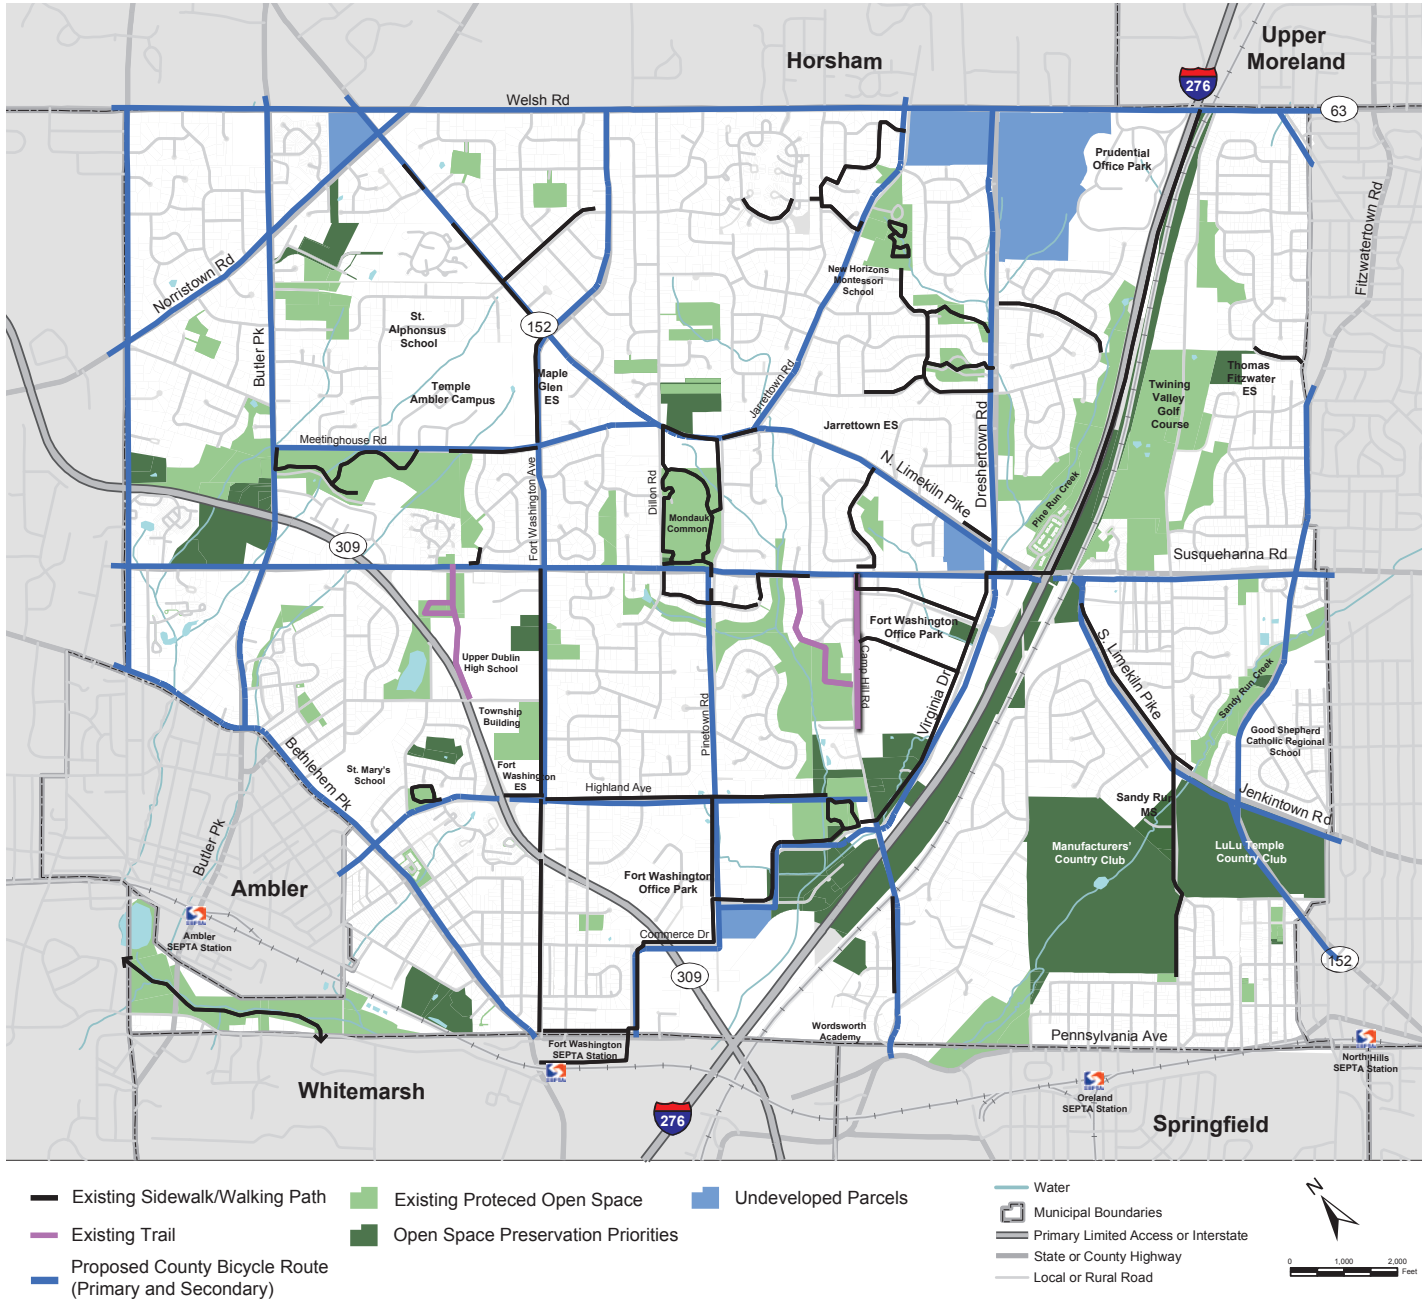 Upper
Moreland
Horsham
276
Welsh Rd
63
Prudential
Office Park
Fitzwatertown Rd
Norristown Rd
New Horizons
Montessori
School
St.
Alphonsus
School
152
Butler Pk
Maple
Glen
ES
Temple
Ambler Campus
Jarrettown Rd
Thomas
Fitzwater
ES
Twining
Valley
Golf
Course
Jarrettown ES
Dreshertown Rd
Meetinghouse Rd
N. Limekiln Pike
Fort Washington Ave
Dillon Rd
Mondauk
Common
Pine Run Creek
309
Susquehanna Rd
Fort Washington
Office Park
Upper Dublin
High School
Camp Hill Rd
S. Limekiln Pike
Sandy Run Creek
Virginia Dr
Pinetown Rd
Township
Building
Good Shepherd
Catholic Regional
School
Bethlehem Pk
St. Mary's
School
Fort
Washington
ES
Highland Ave
Sandy Run
MS
Jenkintown Rd
Butler Pk
Manufacturers'
Country Club
LuLu Temple
Country Club
Ambler
Fort Washington
Office Park
SEPTA
Ambler
SEPTA Station
Commerce Dr
309
152
Wordsworth
Academy
Pennsylvania Ave
Fort Washington
SEPTA Station
SEPTA
North Hills
SEPTA Station
SEPTA
Oreland
SEPTA Station
SEPTA
Whitemarsh
276
Springfield
Existing Sidewalk/Walking Path
Existing Trail
Proposed County Bicycle Route
(Primary and Secondary)
Existing Proteced Open Space
Open Space Preservation Priorities
Undeveloped Parcels
Water
Municipal Boundaries
Primary Limited Access or Interstate
State or County Highway
Local or Rural Road
N
0 1,000 2,000
Feet